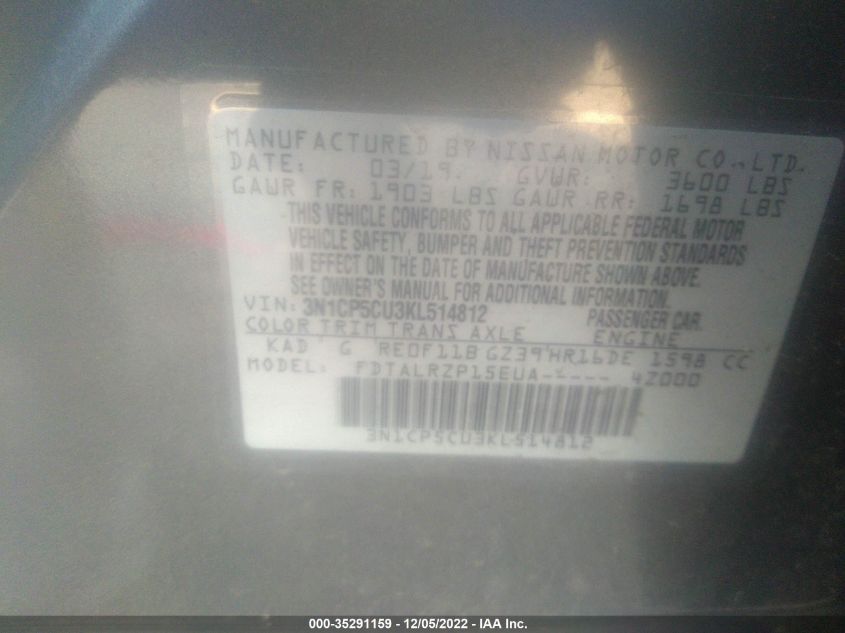 MANUFACTURED BY NISSAN MOTOR CO., LTD.
DATE: 03/19 GVWR: 3600 LBS
GAWR FR: 1903 LBS GAWR RR: 1698 LBS
THIS VEHICLE CONFORMS TO ALL APPLICABLE FEDERAL MOTOR
VEHICLE SAFETY, BUMPER AND THEFT PREVENTION STANDARDS
IN EFFECT ON THE DATE OF MANUFACTURE SHOWN ABOVE.
SEE OWNER'S MANUAL FOR ADDITIONAL INFORMATION.
VIN: 3N1CP5CU3KL514812 PASSENGER CAR
COLOR TRIM TRANS AXLE ENGINE
KAD G RE0F11B GZ39 HR16DE 1598 CC
MODEL: FDTALRZP15EUA----- 4Z000
3N1CP5CU3KL514812
000-35291159 - 12/05/2022 - IAA Inc.